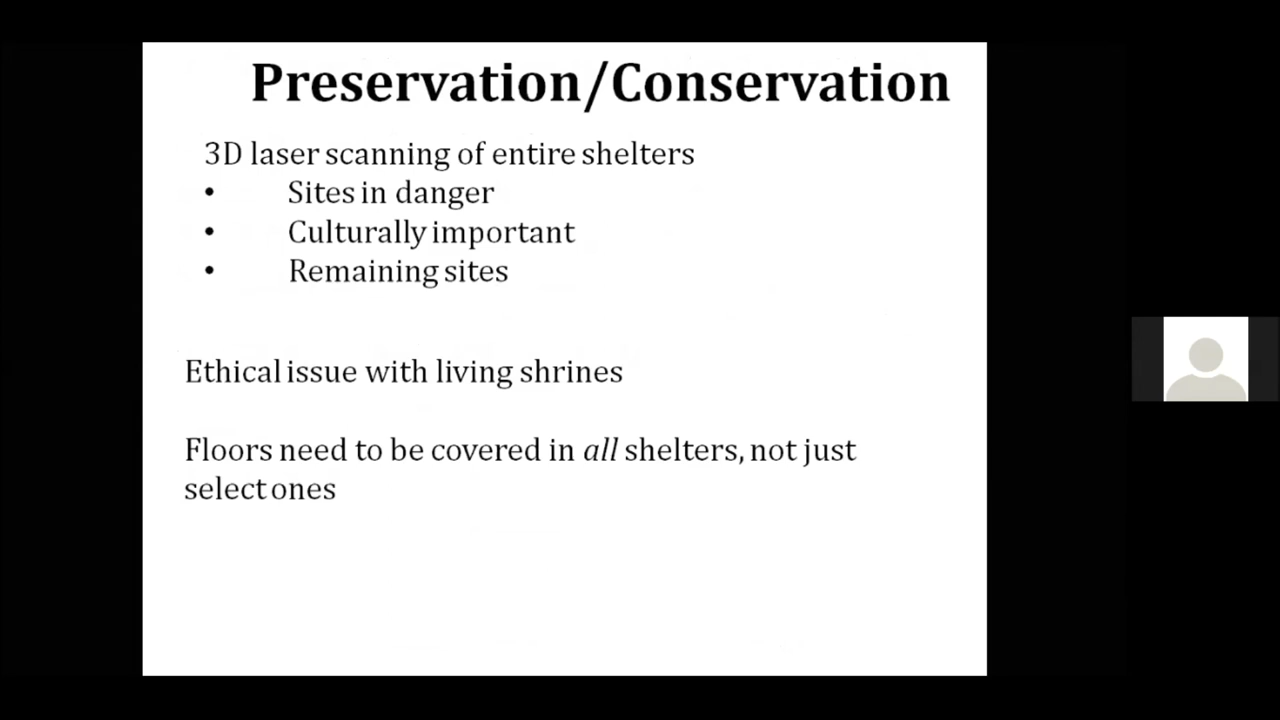 Preservation/Conservation
3D laser scanning of entire shelters
• Sites in danger
• Culturally important
• Remaining sites
Ethical issue with living shrines
Floors need to be covered in all shelters, not just
select ones